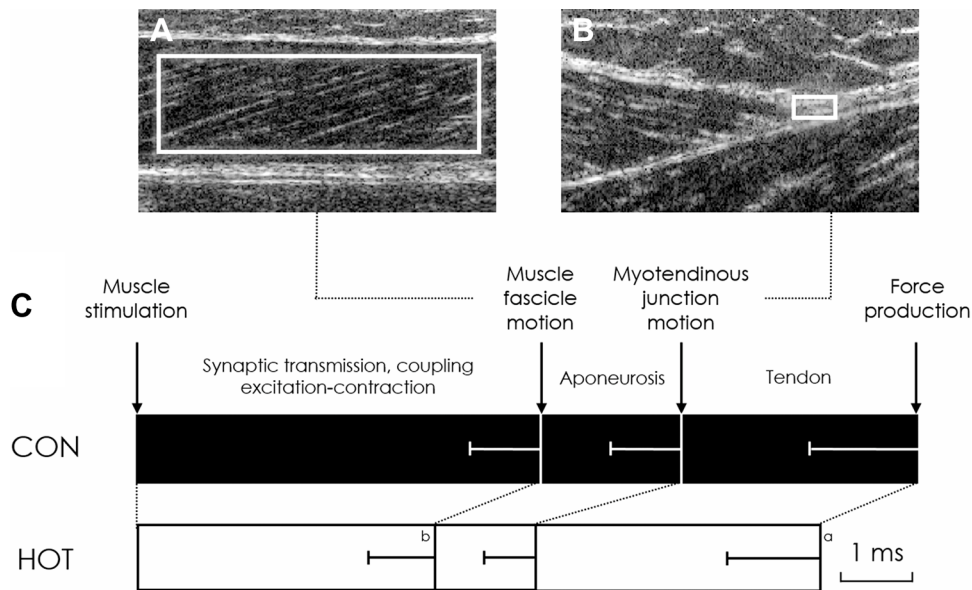 A
B
C
Muscle
stimulation
Muscle
fascicle
motion
Myotendinous
junction
motion
Force
production
Synaptic transmission, coupling
excitation-contraction
Aponeurosis
Tendon
CON
HOT
b
a
1 ms